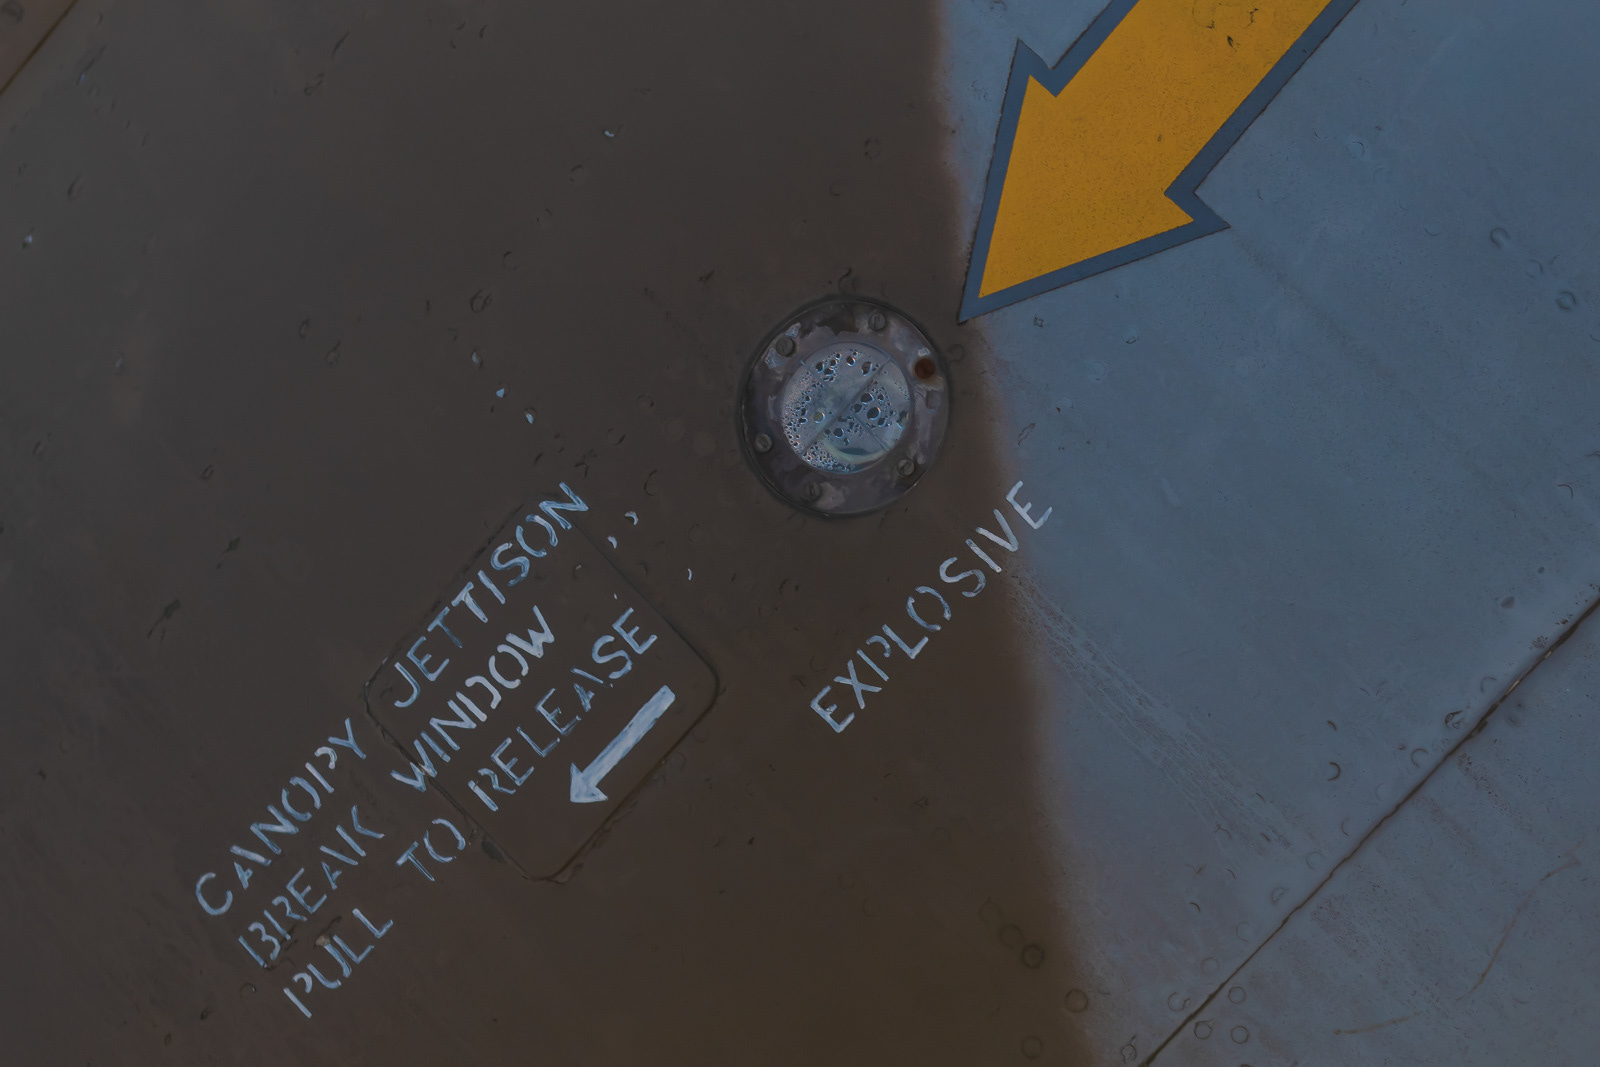 CANOPY JETTISON
BREAK WINDOW
PULL TO RELEASE
EXPLOSIVE